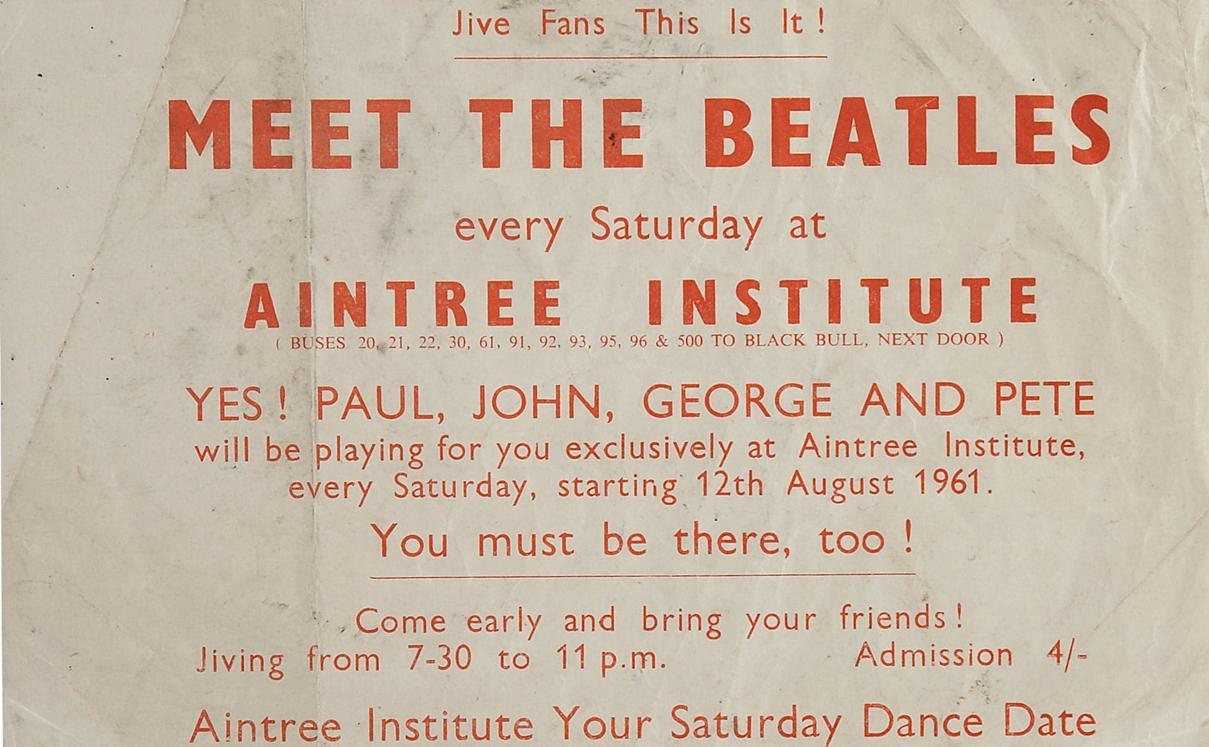 Jive Fans This Is It !
MEET THE BEATLES
every Saturday at
AINTREE INSTITUTE
( BUSES 20, 21, 22, 30, 61, 91, 92, 93, 95, 96 & 500 TO BLACK BULL, NEXT DOOR )
YES ! PAUL, JOHN, GEORGE AND PETE
will be playing for you exclusively at Aintree Institute,
every Saturday, starting 12th August 1961.
You must be there, too !
Come early and bring your friends !
Jiving from 7-30 to 11 p.m. Admission 4/-
Aintree Institute Your Saturday Dance Date